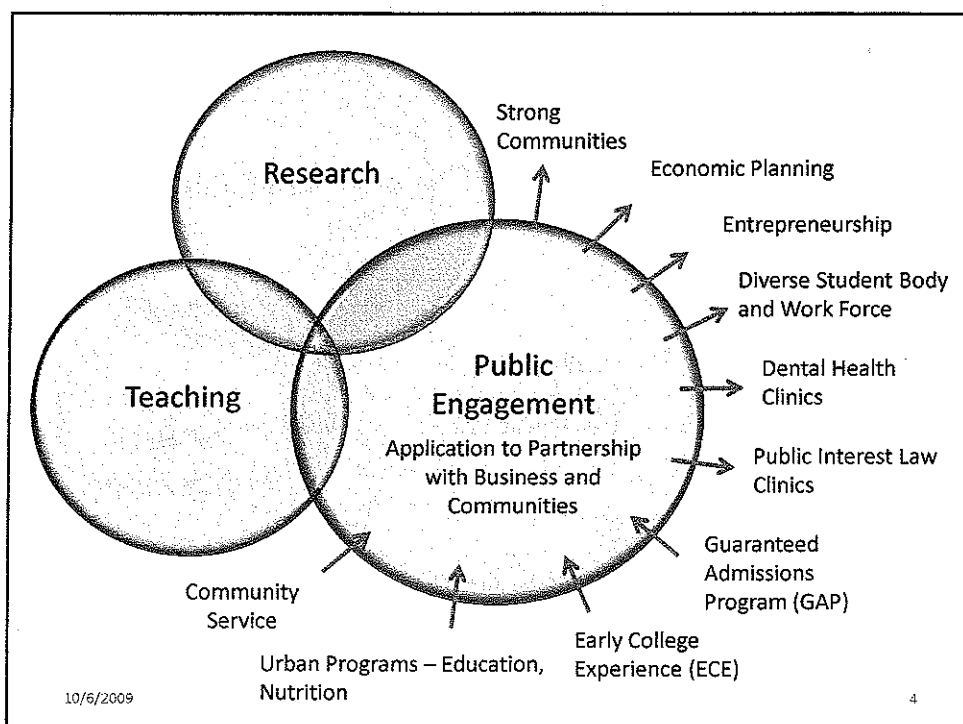 Research
Strong
Communities
Economic Planning
Entrepreneurship
Diverse Student Body
and Work Force
Dental Health
Clinics
Public Interest Law
Clinics
Guaranteed
Admissions
Program (GAP)
Teaching
Public
Engagement
Application to Partnership
with Business and
Communities
Community
Service
Urban Programs – Education,
Nutrition
Early College
Experience (ECE)
10/6/2009
4